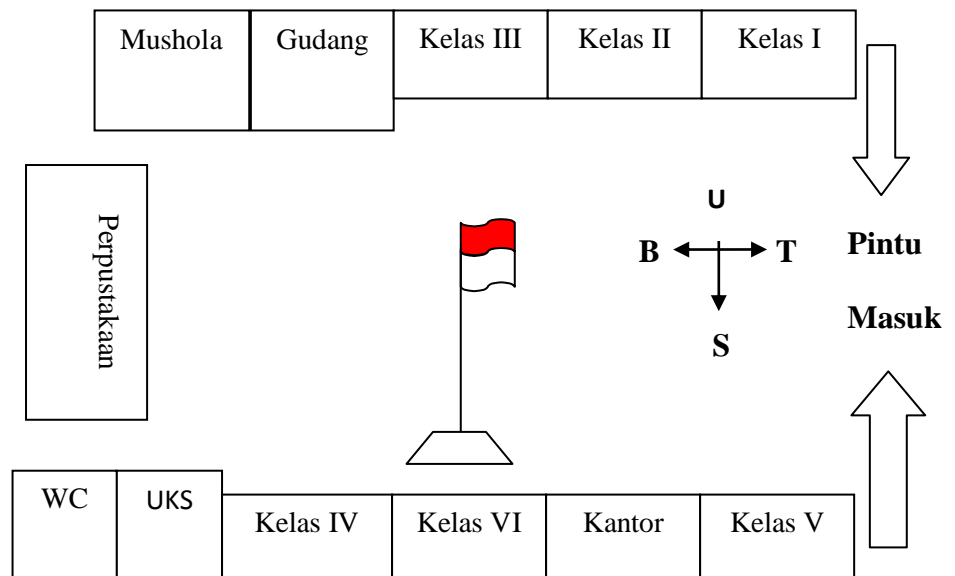 Mushola Gudang Kelas III Kelas II Kelas I
Perpustakaan
U
B T
S
Pintu
Masuk
WC UKS Kelas IV Kelas VI Kantor Kelas V